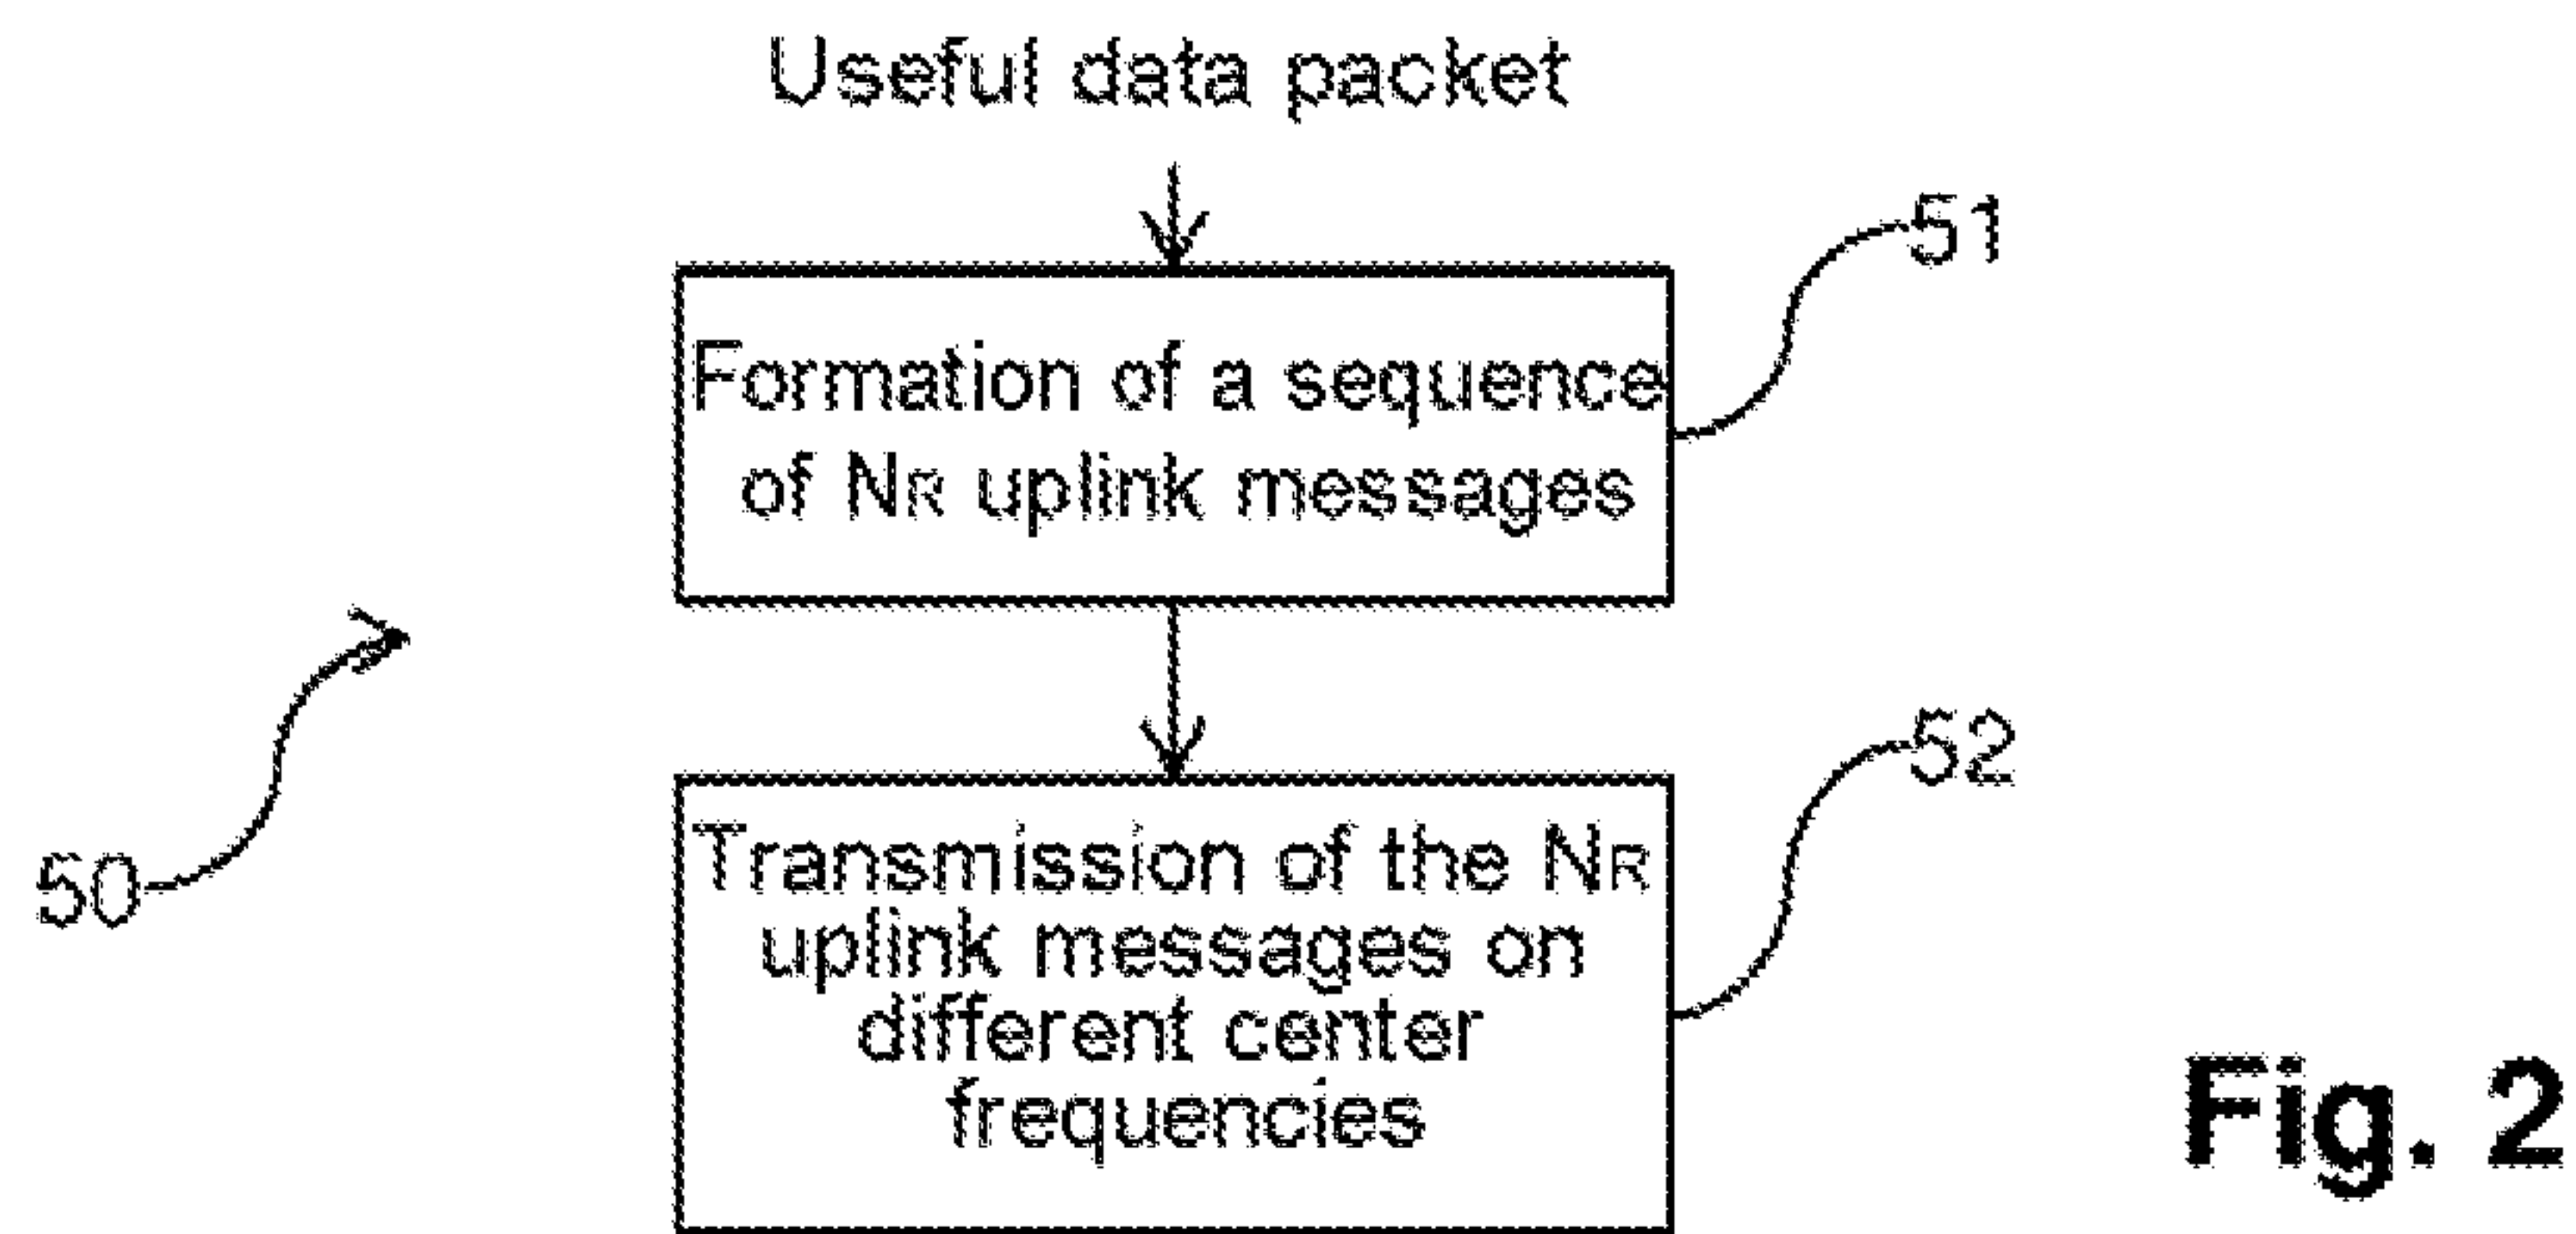 Useful data packet
51
Formation of a sequence
of NR uplink messages
50
52
Transmission of the NR
uplink messages on
different center
frequencies
Fig. 2